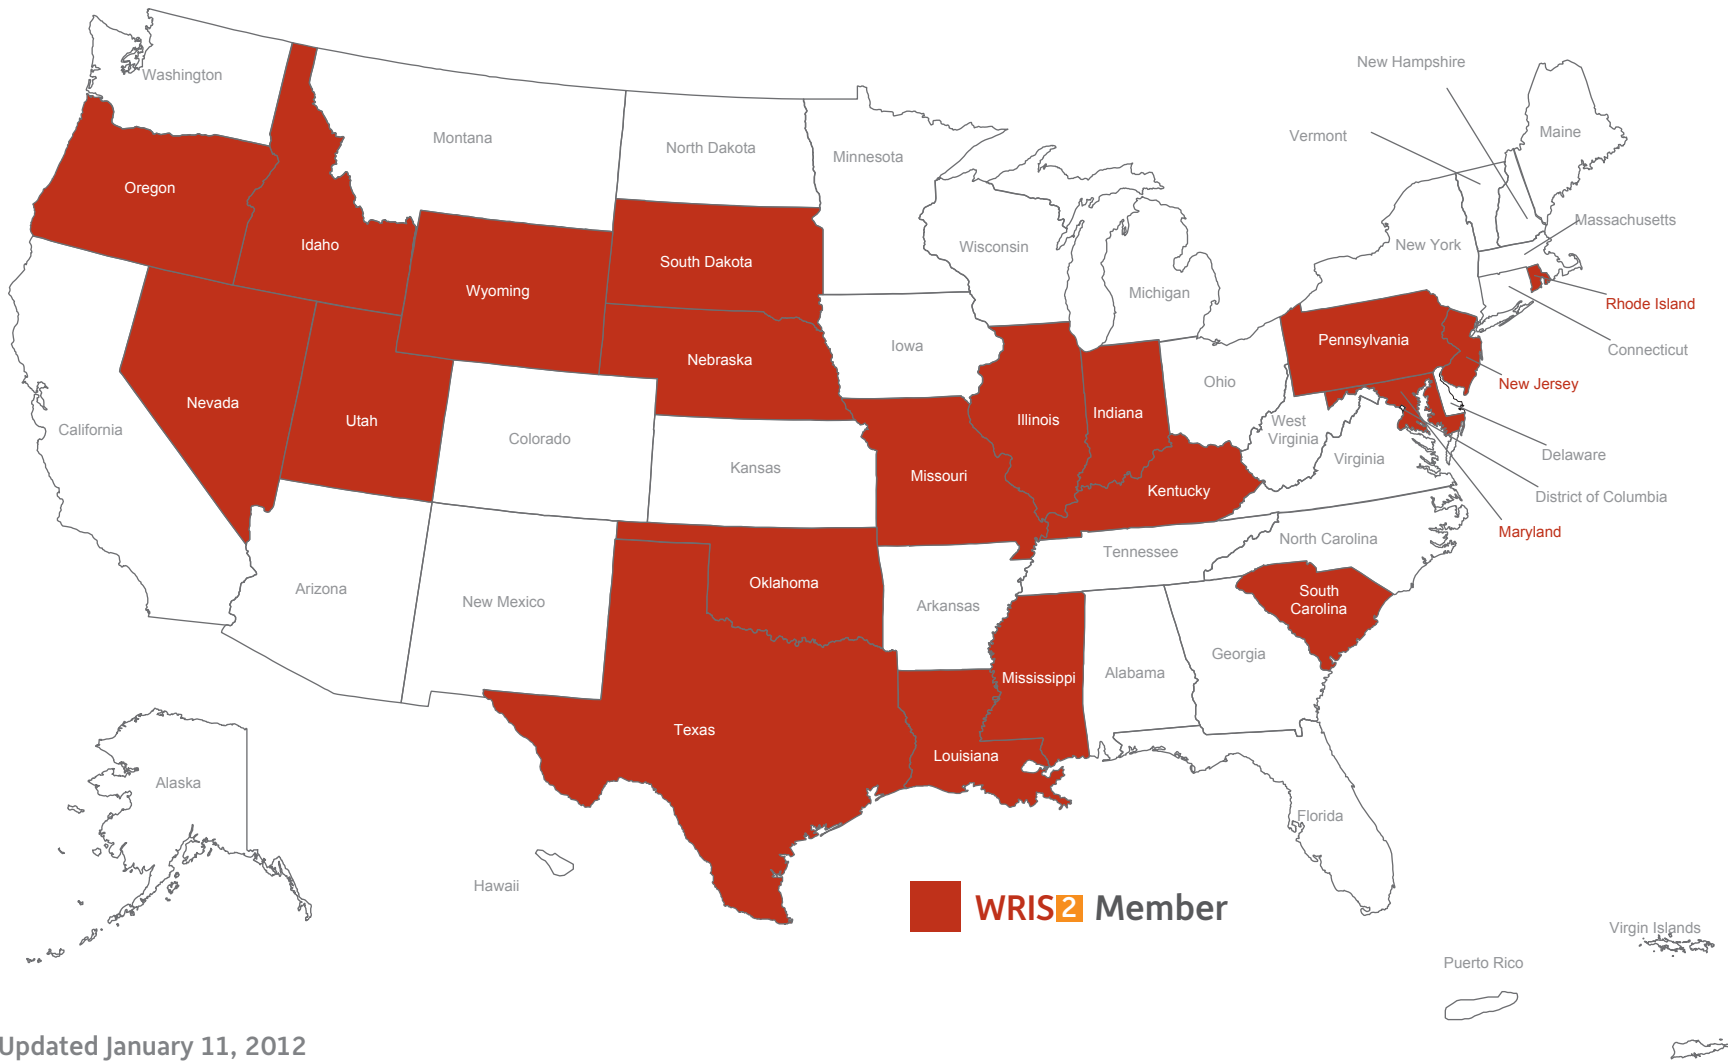 New Hampshire
Washington
Vermont
Maine
Montana
North Dakota
Minnesota
Oregon
Massachusetts
Idaho
New York
Wisconsin
South Dakota
Wyoming
Michigan
Rhode Island
Pennsylvania
Iowa
Connecticut
Nebraska
Ohio
New Jersey
Nevada
Utah
Illinois
Indiana
West
Virginia
California
Colorado
Delaware
Virginia
Kansas
Missouri
Kentucky
District of Columbia
Maryland
North Carolina
Tennessee
Oklahoma
Arizona
South
Carolina
New Mexico
Arkansas
Georgia
Alabama
Mississippi
Texas
Louisiana
Alaska
Florida
Hawaii
WRIS2 Member
Virgin Islands
Puerto Rico
Updated January 11, 2012